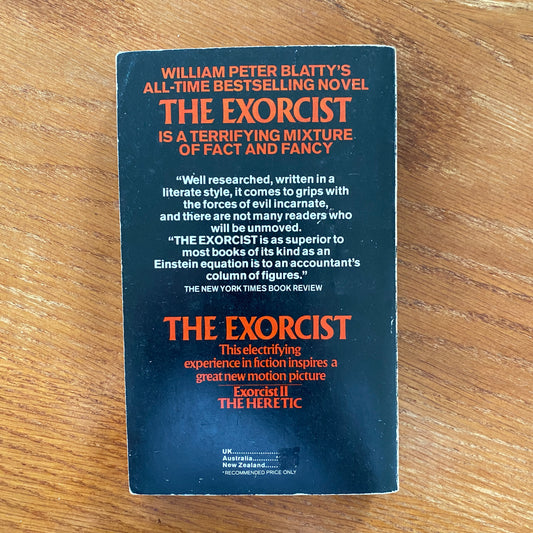 WILLIAM PETER BLATTY'S
ALL-TIME BESTSELLING NOVEL
THE EXORCIST
IS A TERRIFYING MIXTURE
OF FACT AND FANCY
“Well researched, written in a
literate style, it comes to grips with
the forces of evil incarnate,
and there are not many readers who
will be unmoved.
“THE EXORCIST is as superior to
most books of its kind as an
Einstein equation is to an accountant's
column of figures.”
THE NEW YORK TIMES BOOK REVIEW
THE EXORCIST
This electrifying
experience in fiction inspires a
great new motion picture
Exorcist II
THE HERETIC
UK
Australia
New Zealand
*RECOMMENDED PRICE ONLY